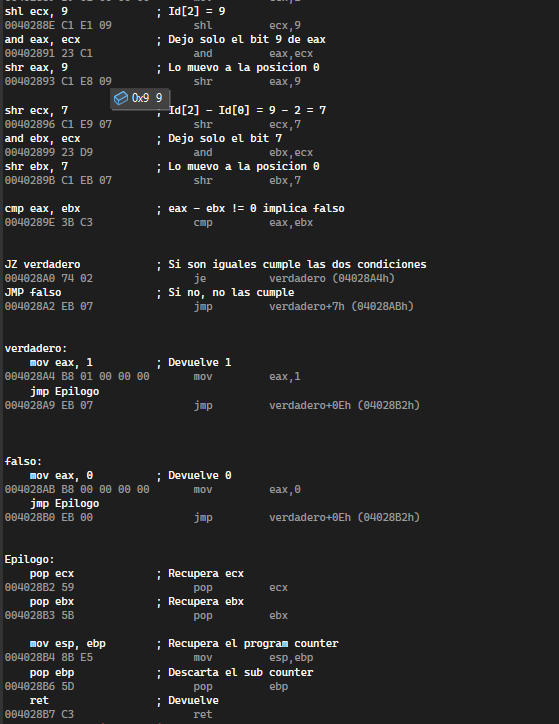 shl ecx, 9 ; Id[2] = 9
0040288E C1 E1 09 shl ecx,9
and eax, ecx ; Dejo solo el bit 9 de eax
00402891 23 C1 and eax,ecx
shr eax, 9 ; Lo muevo a la posicion 0
00402893 C1 E8 09 shr eax,9
0x9 9
shr ecx, 7 ; Id[2] - Id[0] = 9 - 2 = 7
00402896 C1 E9 07 shr ecx,7
and ebx, ecx ; Dejo solo el bit 7
00402899 23 D9 and ebx,ecx
shr ebx, 7 ; Lo muevo a la posicion 0
0040289B C1 EB 07 shr ebx,7
cmp eax, ebx ; eax - ebx != 0 implica falso
0040289E 3B C3 cmp eax,ebx
JZ verdadero ; Si son iguales cumple las dos condiciones
004028A0 74 02 je verdadero (04028A4h)
JMP falso ; Si no, no las cumple
004028A2 EB 07 jmp verdadero+7h (04028ABh)
verdadero:
mov eax, 1 ; Devuelve 1
004028A4 B8 01 00 00 00 mov eax,1
jmp Epilogo
004028A9 EB 07 jmp verdadero+0Eh (04028B2h)
falso:
mov eax, 0 ; Devuelve 0
004028AB B8 00 00 00 00 mov eax,0
jmp Epilogo
004028B0 EB 00 jmp verdadero+0Eh (04028B2h)
Epilogo:
pop ecx ; Recupera ecx
004028B2 59 pop ecx
pop ebx ; Recupera ebx
004028B3 5B pop ebx
mov esp, ebp ; Recupera el program counter
004028B4 8B E5 mov esp,ebp
pop ebp ; Descarta el sub counter
004028B6 5D pop ebp
ret ; Devuelve
004028B7 C3 ret